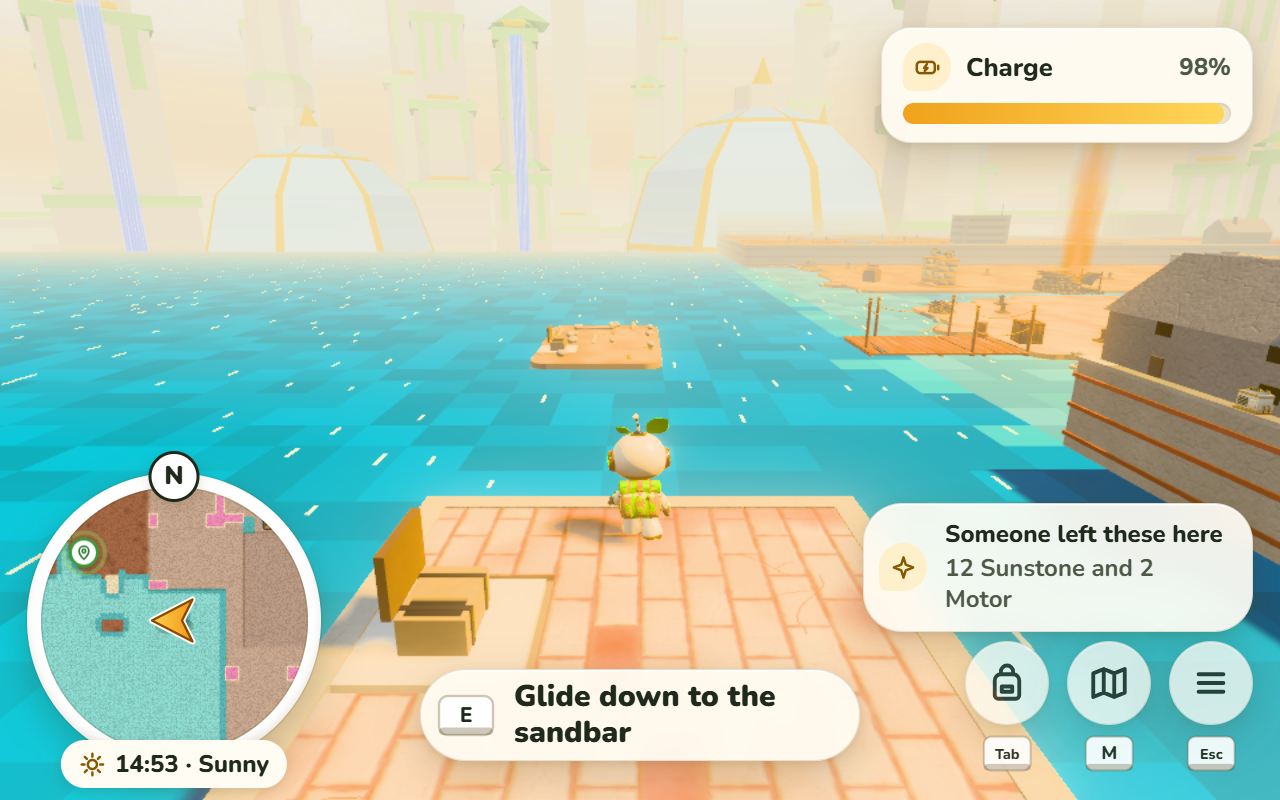 Charge 98%
N
Someone left these here
12 Sunstone and 2
Motor
E
Glide down to the
sandbar
14:53 · Sunny
Tab
M
Esc